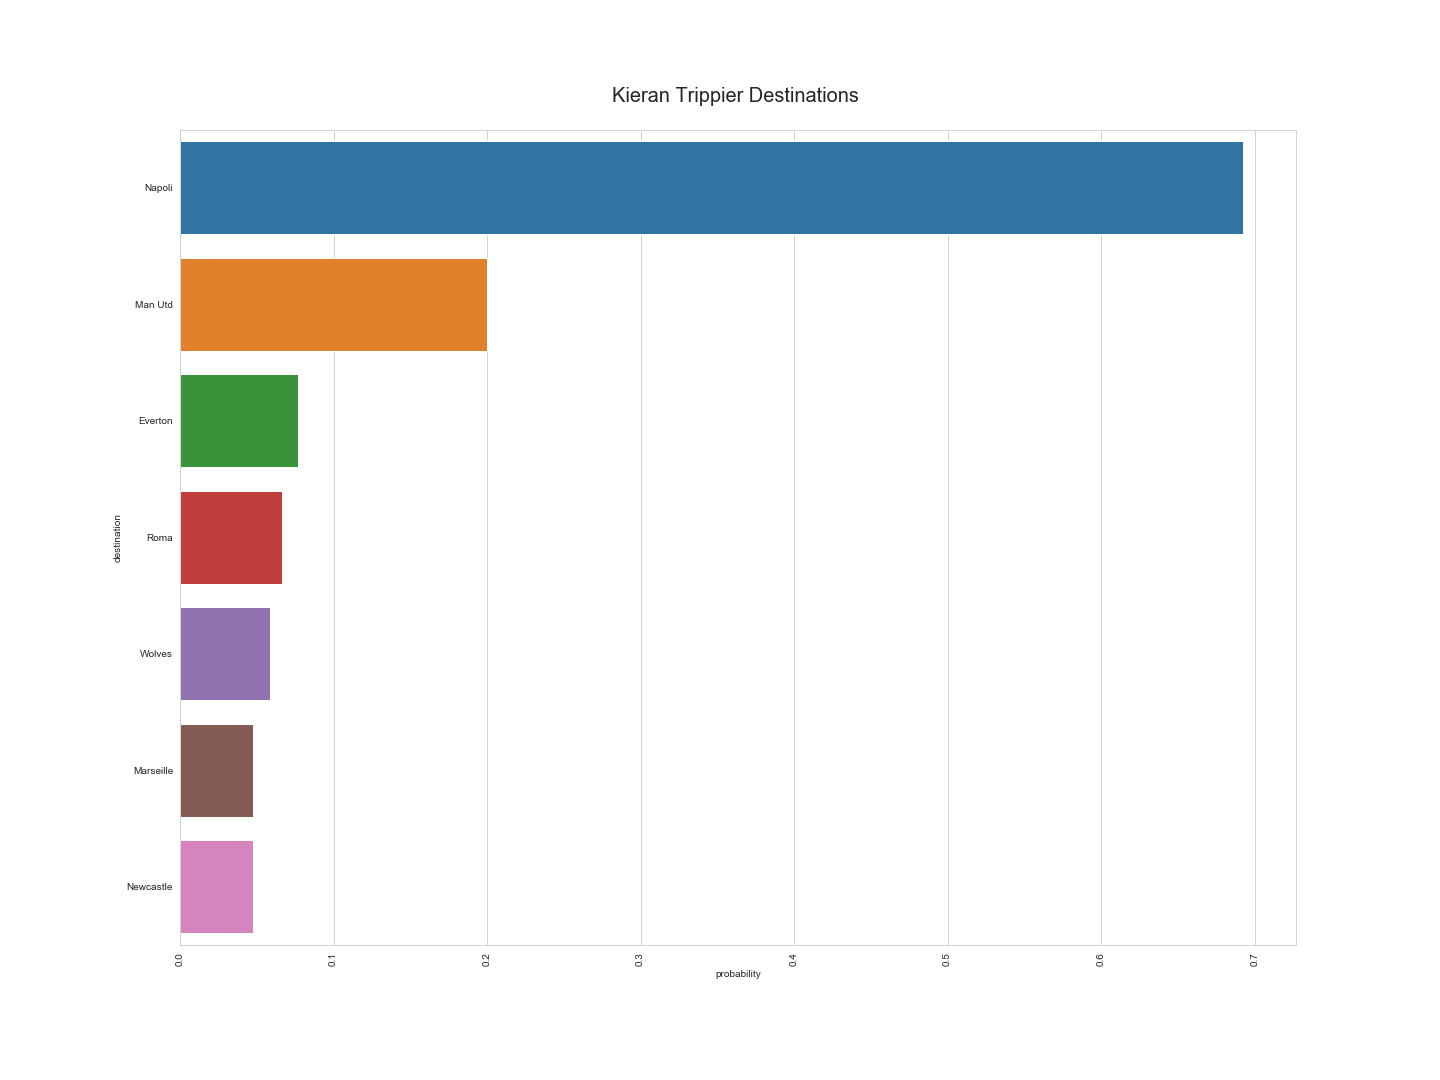 Kieran Trippier Destinations
Napoli
Man Utd
Everton
Roma
Wolves
Marseille
Newcastle
destination
0.0 0.1 0.2 0.3 0.4 0.5 0.6 0.7
probability